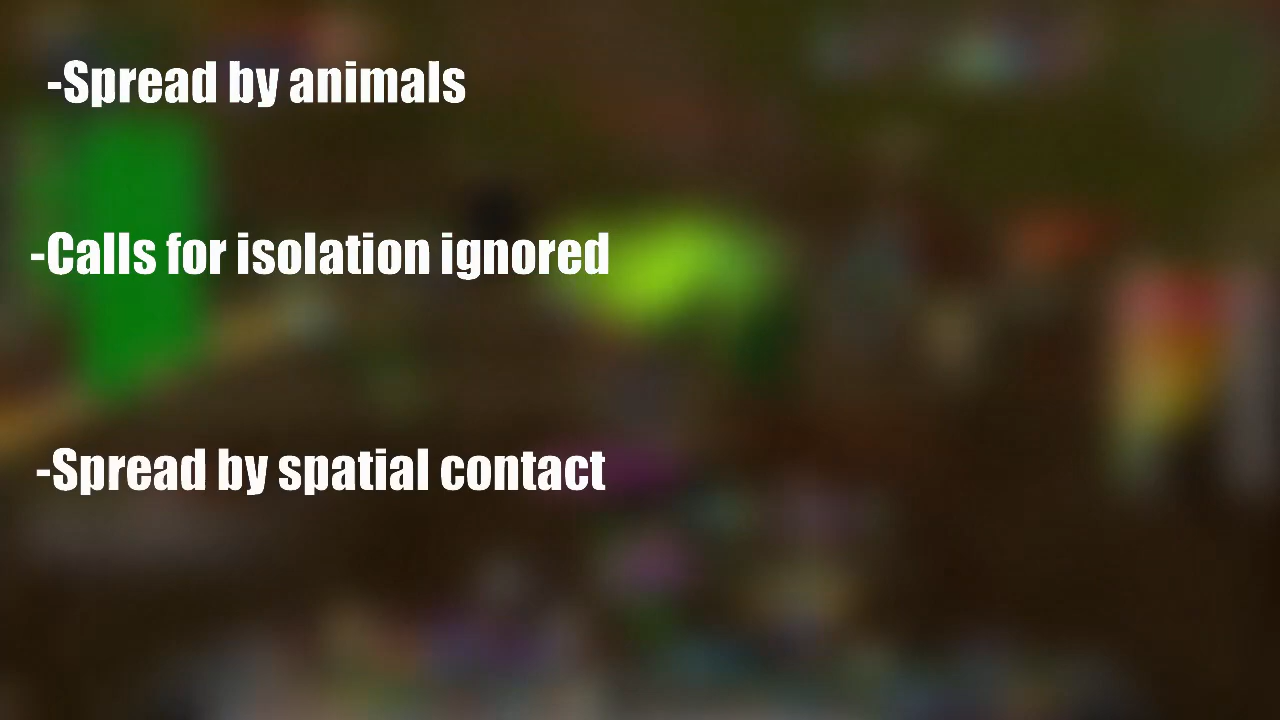 -Spread by animals
-Calls for isolation ignored
-Spread by spatial contact